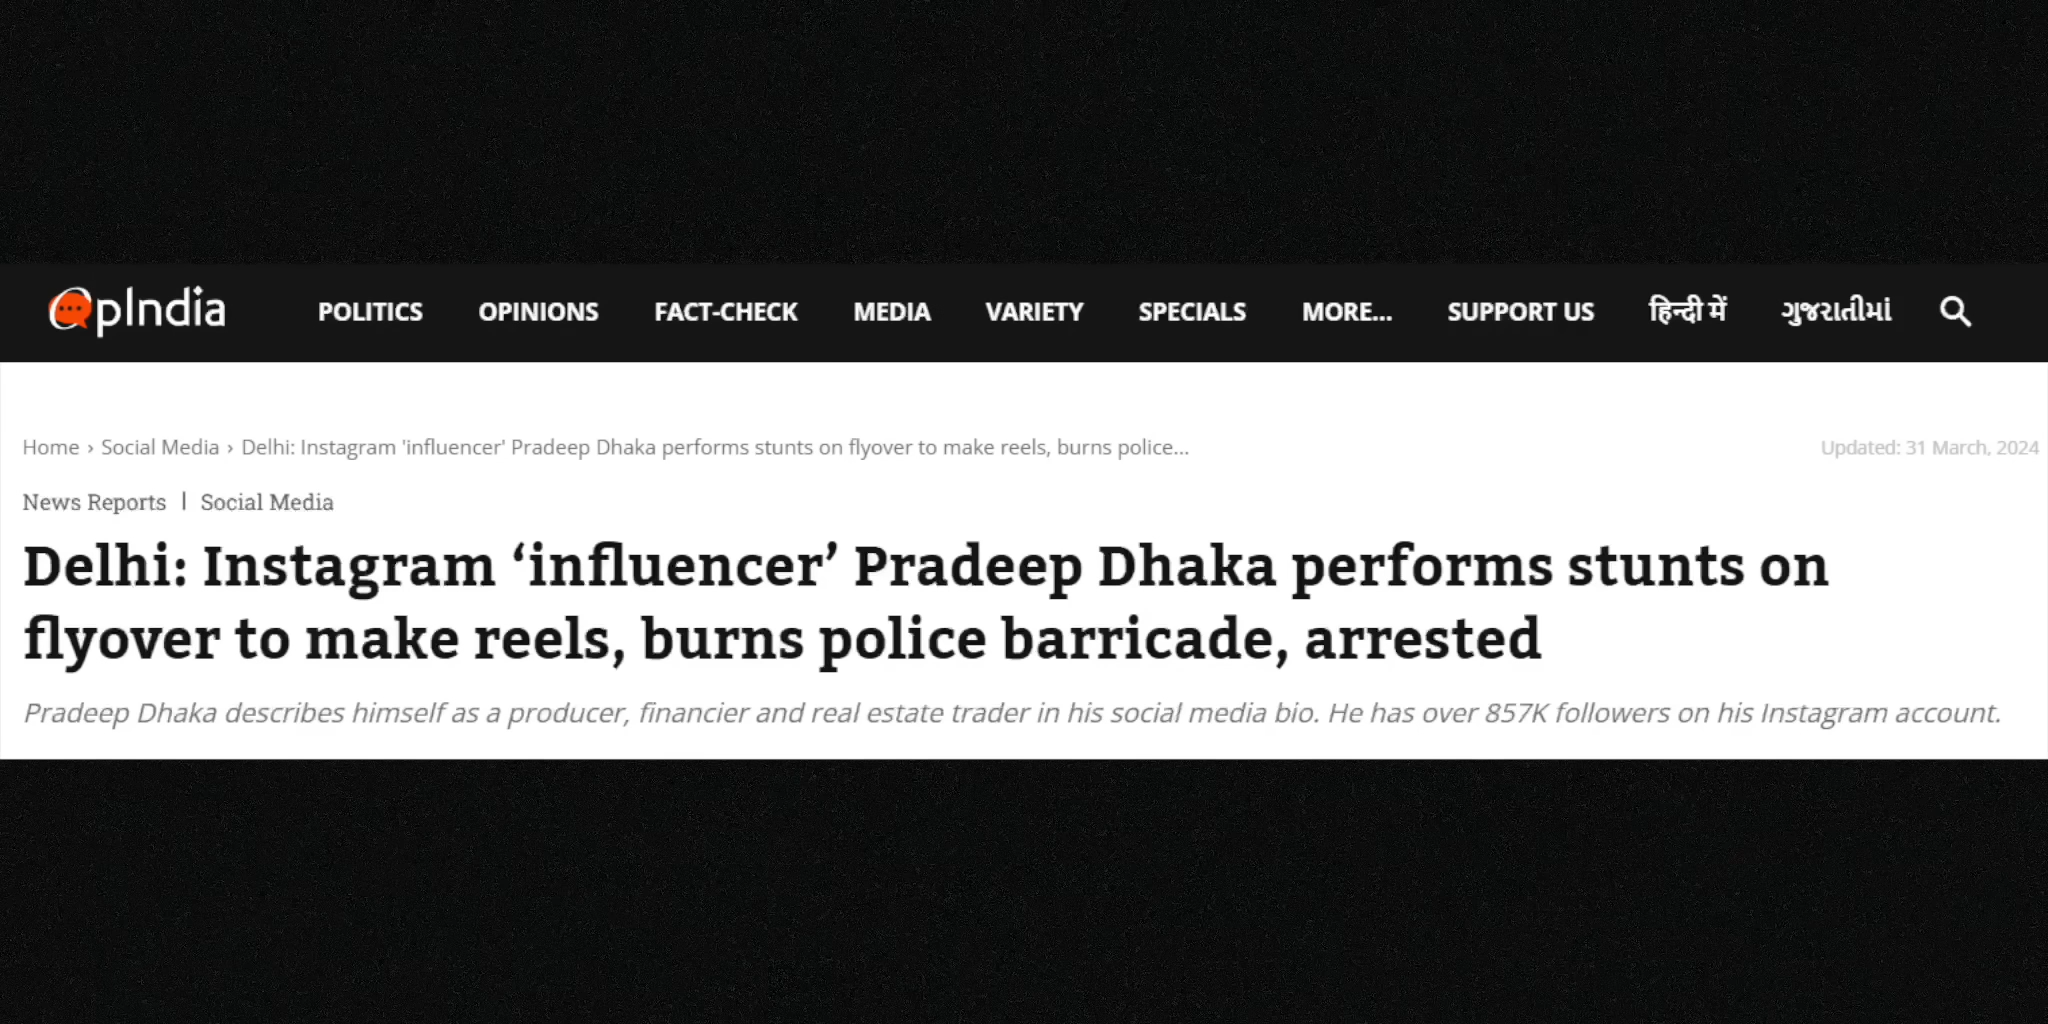 OpIndia POLITICS OPINIONS FACT-CHECK MEDIA VARIETY SPECIALS MORE... SUPPORT US हिन्दी में ગુજરાતીમાં
Home › Social Media › Delhi: Instagram 'influencer' Pradeep Dhaka performs stunts on flyover to make reels, burns police... Updated: 31 March, 2024
News Reports | Social Media
Delhi: Instagram ‘influencer’ Pradeep Dhaka performs stunts on
flyover to make reels, burns police barricade, arrested
Pradeep Dhaka describes himself as a producer, financier and real estate trader in his social media bio. He has over 857K followers on his Instagram account.